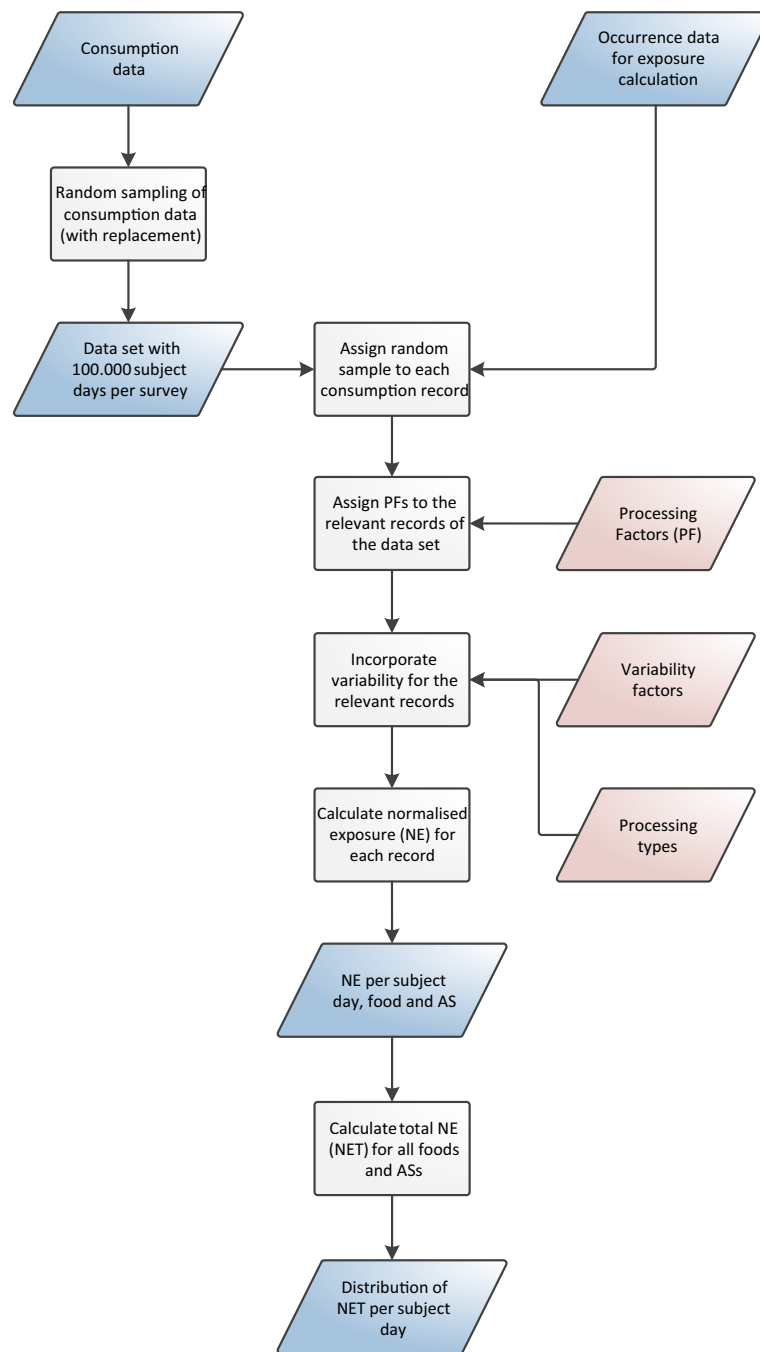 Consumption
data
Occurrence data
for exposure
calculation
Random sampling of
consumption data
(with replacement)
Data set with
100.000 subject
days per survey
Assign random
sample to each
consumption record
Assign PFs to the
relevant records of
the data set
Processing
Factors (PF)
Incorporate
variability for the
relevant records
Variability
factors
Calculate normalised
exposure (NE) for
each record
Processing
types
NE per subject
day, food and AS
Calculate total NE
(NET) for all foods
and ASs
Distribution of
NET per subject
day